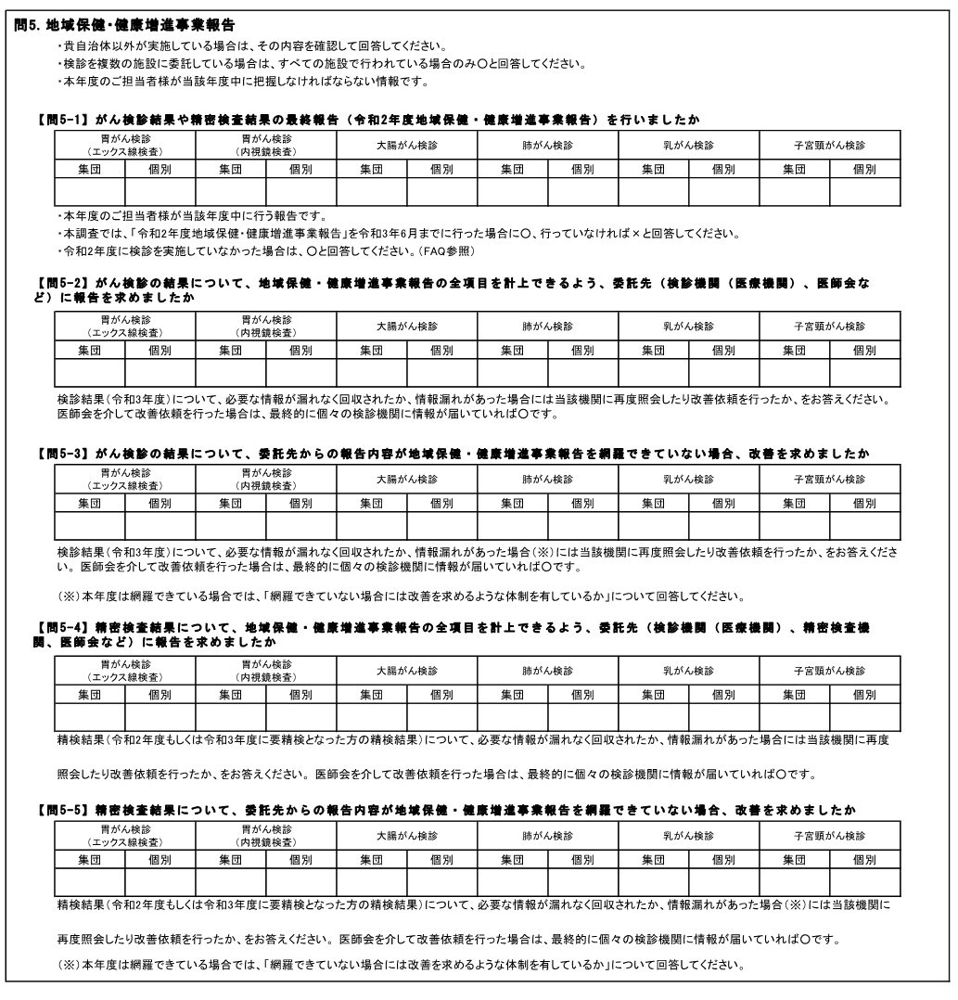 問5. 地域保健・健康増進事業報告
・貴自治体以外が実施している場合は、その内容を確認して回答してください。
・検診を複数の施設に委託している場合は、すべての施設で行われている場合のみ〇と回答してください。
・本年度のご担当者様が当該年度中に把握しなければならない情報です。
【問5-1】がん検診結果や精密検査結果の最終報告（令和2年度地域保健・健康増進事業報告）を行いましたか
胃がん検診 胃がん検診 大腸がん検診 肺がん検診 乳がん検診 子宮頸がん検診
（エックス線検査） （内視鏡検査）
集団 個別 集団 個別 集団 個別 集団 個別 集団 個別 集団 個別
・本年度のご担当者様が当該年度中に行う報告です。
・本調査では、「令和2年度地域保健・健康増進事業報告」を令和3年6月までに行った場合に〇、行っていなければ×と回答してください。
・令和2年度に検診を実施していなかった場合は、〇と回答してください。（FAQ参照）
【問5-2】がん検診の結果について、地域保健・健康増進事業報告の全項目を計上できるよう、委託先（検診機関（医療機関）、医師会な
ど）に報告を求めましたか
胃がん検診 胃がん検診 大腸がん検診 肺がん検診 乳がん検診 子宮頸がん検診
（エックス線検査） （内視鏡検査）
集団 個別 集団 個別 集団 個別 集団 個別 集団 個別 集団 個別
検診結果（令和3年度）について、必要な情報が漏れなく回収されたか、情報漏れがあった場合には当該機関に再度照会したり改善依頼を行ったか、をお答えください。
医師会を介して改善依頼を行った場合は、最終的に個々の検診機関に情報が届いていれば〇です。
【問5-3】がん検診の結果について、委託先からの報告内容が地域保健・健康増進事業報告を網羅できていない場合、改善を求めましたか
胃がん検診 胃がん検診 大腸がん検診 肺がん検診 乳がん検診 子宮頸がん検診
（エックス線検査） （内視鏡検査）
集団 個別 集団 個別 集団 個別 集団 個別 集団 個別 集団 個別
検診結果（令和3年度）について、必要な情報が漏れなく回収されたか、情報漏れがあった場合（※）には当該機関に再度照会したり改善依頼を行ったか、をお答えくださ
い。医師会を介して改善依頼を行った場合は、最終的に個々の検診機関に情報が届いていれば〇です。
（※）本年度は網羅できている場合では、「網羅できていない場合には改善を求めるような体制を有しているか」について回答してください。
【問5-4】精密検査結果について、地域保健・健康増進事業報告の全項目を計上できるよう、委託先（検診機関（医療機関）、精密検査機
関、医師会など）に報告を求めましたか
胃がん検診 胃がん検診 大腸がん検診 肺がん検診 乳がん検診 子宮頸がん検診
（エックス線検査） （内視鏡検査）
集団 個別 集団 個別 集団 個別 集団 個別 集団 個別 集団 個別
精検結果（令和2年度もしくは令和3年度に要精検となった方の精検結果）について、必要な情報が漏れなく回収されたか、情報漏れがあった場合には当該機関に再度
照会したり改善依頼を行ったか、をお答えください。医師会を介して改善依頼を行った場合は、最終的に個々の検診機関に情報が届いていれば〇です。
【問5-5】精密検査結果について、委託先からの報告内容が地域保健・健康増進事業報告を網羅できていない場合、改善を求めましたか
胃がん検診 胃がん検診 大腸がん検診 肺がん検診 乳がん検診 子宮頸がん検診
（エックス線検査） （内視鏡検査）
集団 個別 集団 個別 集団 個別 集団 個別 集団 個別 集団 個別
精検結果（令和2年度もしくは令和3年度に要精検となった方の精検結果）について、必要な情報が漏れなく回収されたか、情報漏れがあった場合（※）には当該機関に
再度照会したり改善依頼を行ったか、をお答えください。医師会を介して改善依頼を行った場合は、最終的に個々の検診機関に情報が届いていれば〇です。
（※）本年度は網羅できている場合では、「網羅できていない場合には改善を求めるような体制を有しているか」について回答してください。